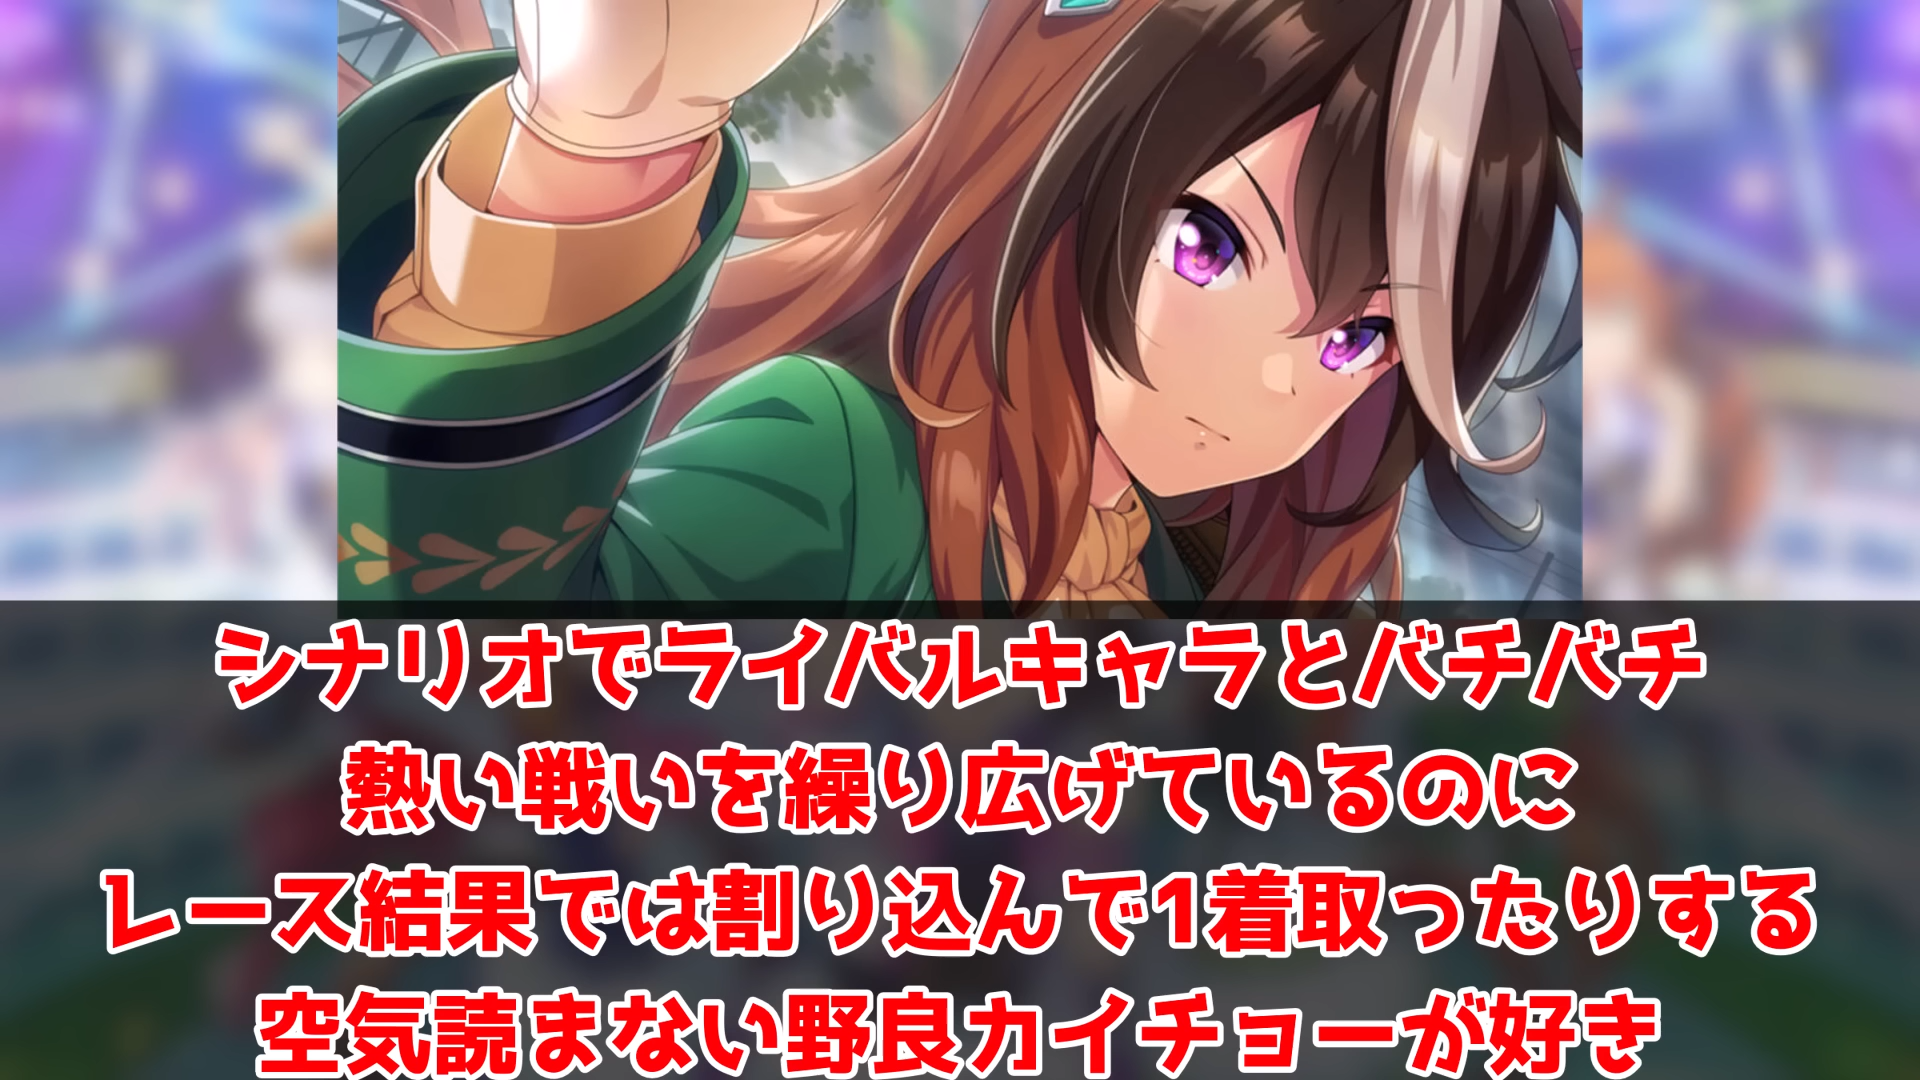 シナリオでライバルキャラとバチバチ
熱い戦いを繰り広げているのに
レース結果では割り込んで1着取ったりする
空気読まない野良カイチョーが好き